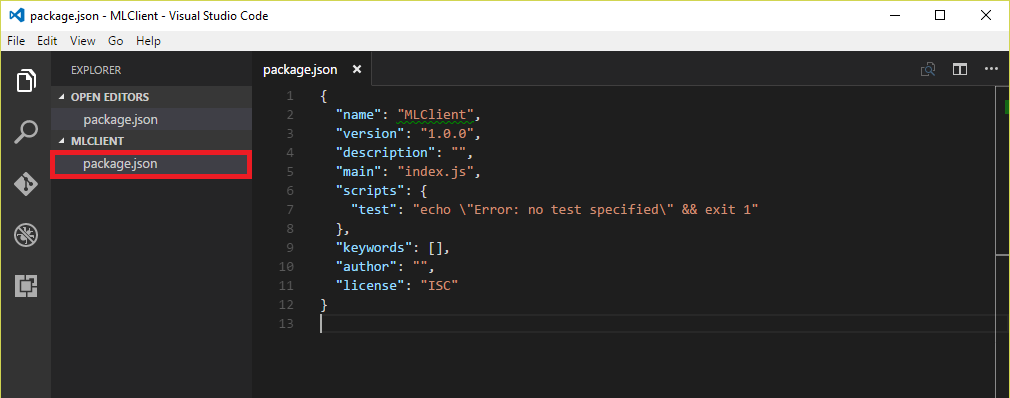 package.json - MLClient - Visual Studio Code
File Edit View Go Help
EXPLORER
OPEN EDITORS
package.json
MLCLIENT
package.json
package.json
1 {
2   "name": "MLClient",
3   "version": "1.0.0",
4   "description": "",
5   "main": "index.js",
6   "scripts": {
7     "test": "echo \"Error: no test specified\" && exit 1"
8   },
9   "keywords": [],
10   "author": "",
11   "license": "ISC"
12 }
13